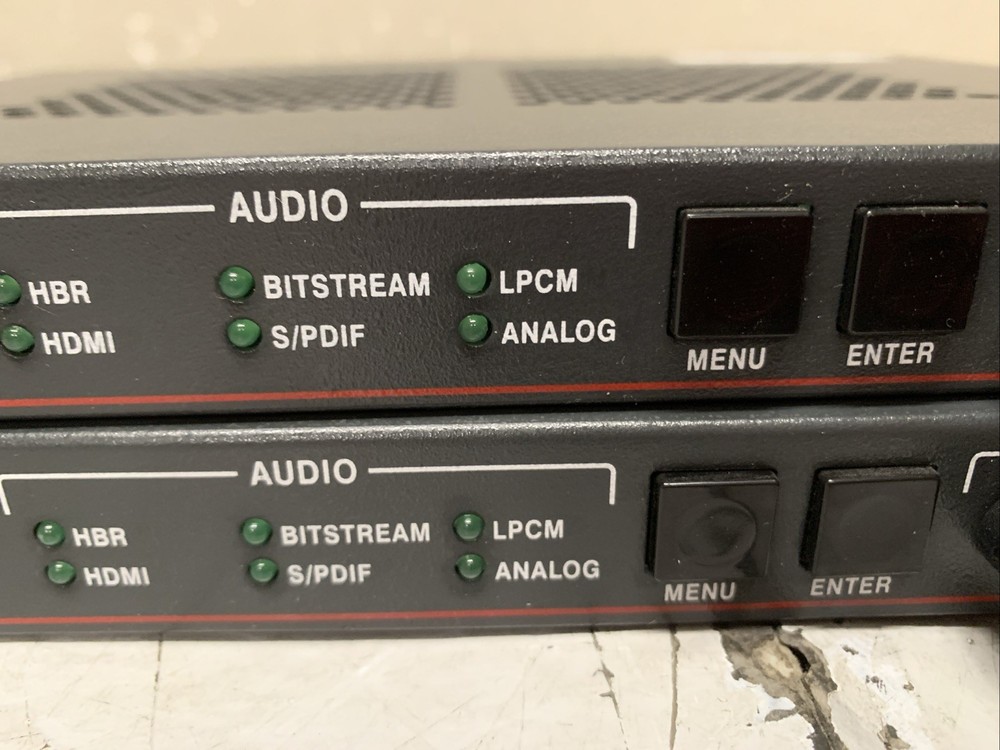 AUDIO
HBR BITSTREAM LPCM
HDMI S/PDIF ANALOG
MENU ENTER
AUDIO
HBR BITSTREAM LPCM
HDMI S/PDIF ANALOG
MENU ENTER